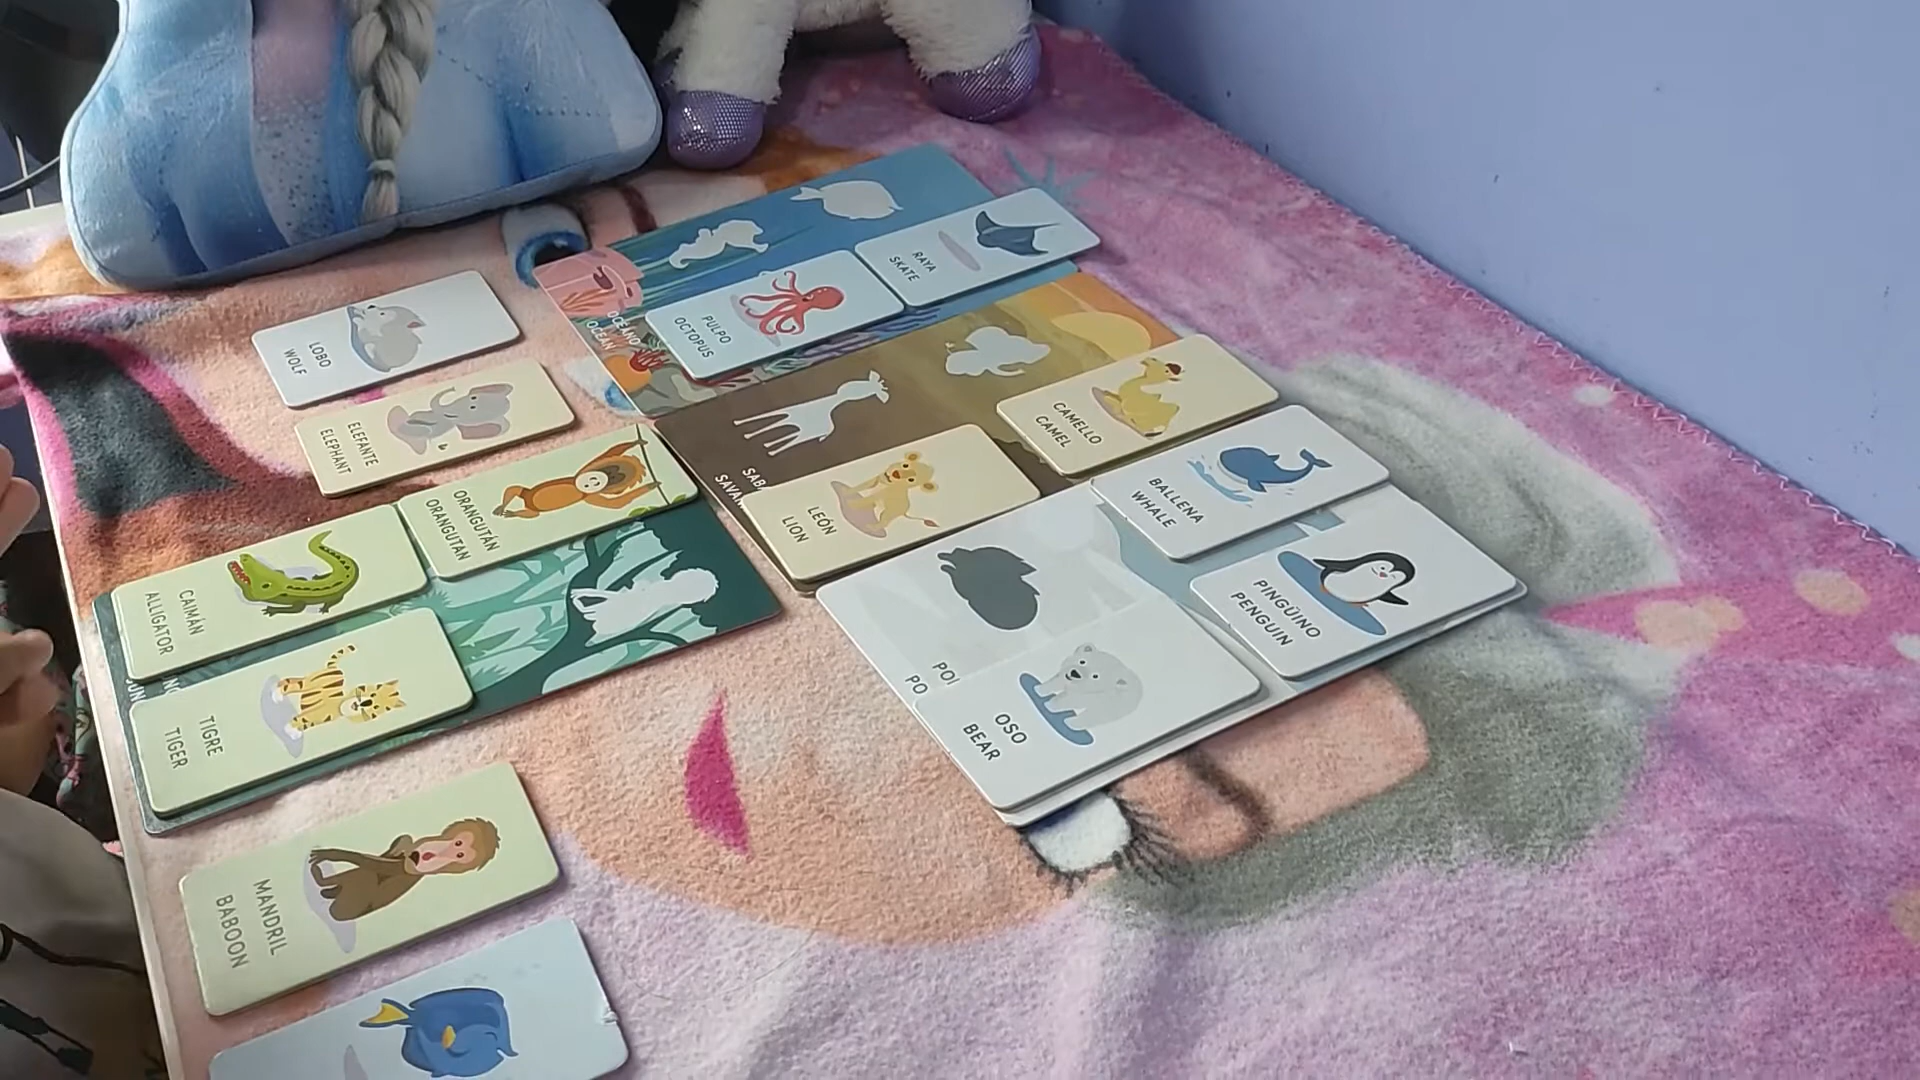 LOBO
WOLF
ELEFANTE
ELEPHANT
ORANGUTÁN
ORANGUTAN
CAIMÁN
ALLIGATOR
TIGRE
TIGER
MANDRIL
BABOON
OCÉANO
OCEAN
PULPO
OCTOPUS
RAYA
SKATE
CAMELLO
CAMEL
LEÓN
LION
BALLENA
WHALE
PINGÜINO
PENGUIN
OSO
BEAR